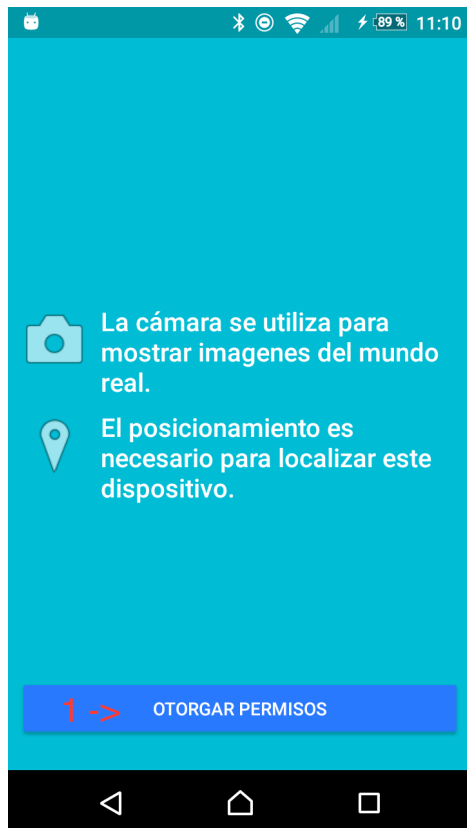 89 % 11:10
La cámara se utiliza para
mostrar imagenes del mundo
real.
El posicionamiento es
necesario para localizar este
dispositivo.
1 -> OTORGAR PERMISOS